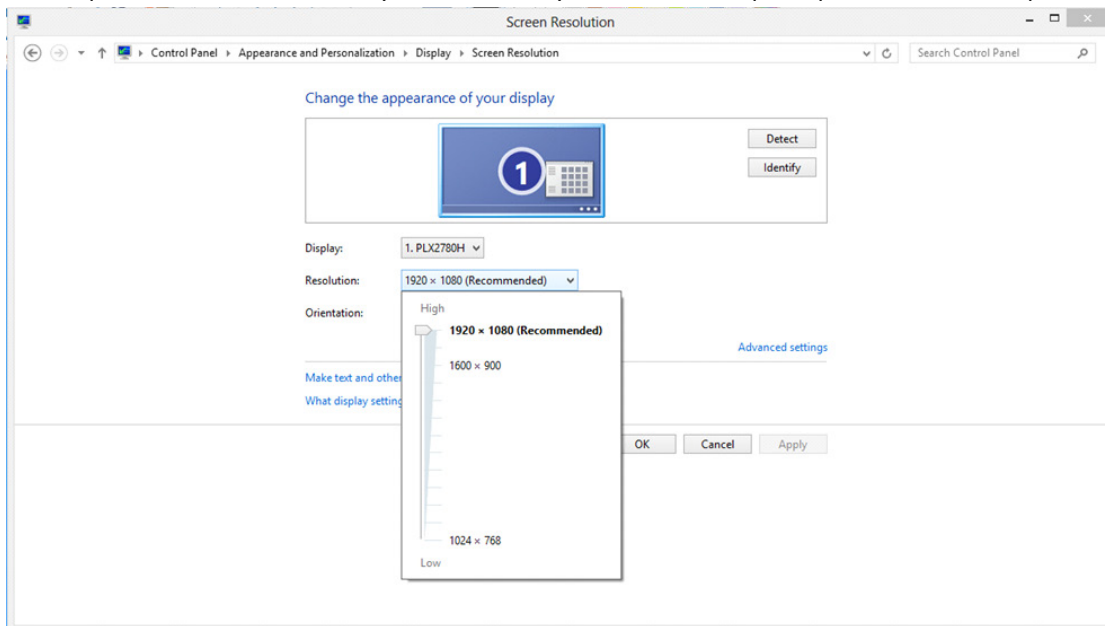 Screen Resolution
Control Panel Appearance and Personalization Display Screen Resolution
Search Control Panel
Change the appearance of your display
1
Detect
Identify
Display: 1. PLX2780H
Resolution: 1920 × 1080 (Recommended)
Orientation:
High
1920 × 1080 (Recommended)
1600 × 900
1024 × 768
Low
Advanced settings
Make text and other
What display setting
OK Cancel Apply